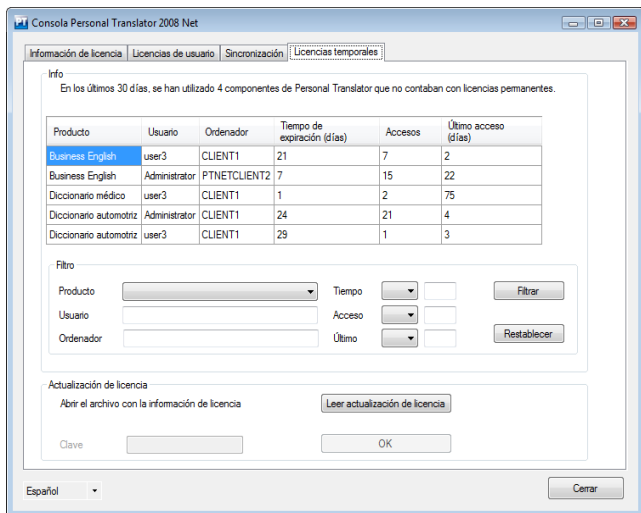 PT Consola Personal Translator 2008 Net
Información de licencia Licencias de usuario Sincronización Licencias temporales
Info
En los últimos 30 días, se han utilizado 4 componentes de Personal Translator que no contaban con licencias permanentes.
Producto Usuario Ordenador Tiempo de expiración (días) Accesos Último acceso (días)
Business English user3 CLIENT1 21 7 2
Business English Administrator PTNETCLIENT2 7 15 22
Diccionario médico user3 CLIENT1 1 2 75
Diccionario automotriz Administrator CLIENT1 24 21 4
Diccionario automotriz user3 CLIENT1 29 1 3
Filtro
Producto Tiempo Filtrar
Usuario Acceso
Ordenador Último Restablecer
Actualización de licencia
Abrir el archivo con la información de licencia Leer actualización de licencia
Clave OK
Español Cerrar